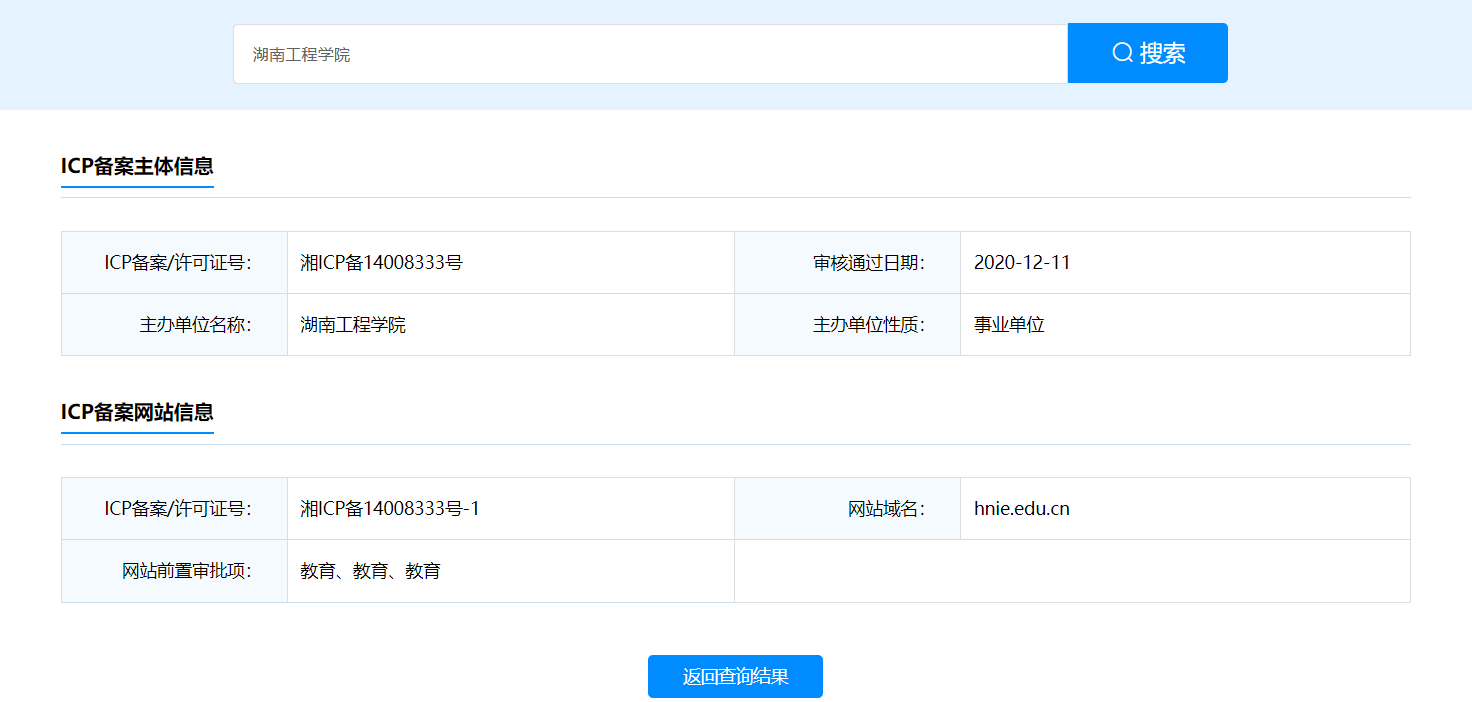 湖南工程学院
搜索
ICP备案主体信息
ICP备案/许可证号： 湘ICP备14008333号 审核通过日期： 2020-12-11
主办单位名称： 湖南工程学院 主办单位性质： 事业单位
ICP备案网站信息
ICP备案/许可证号： 湘ICP备14008333号-1 网站域名： hnie.edu.cn
网站前置审批项： 教育、教育、教育
返回查询结果